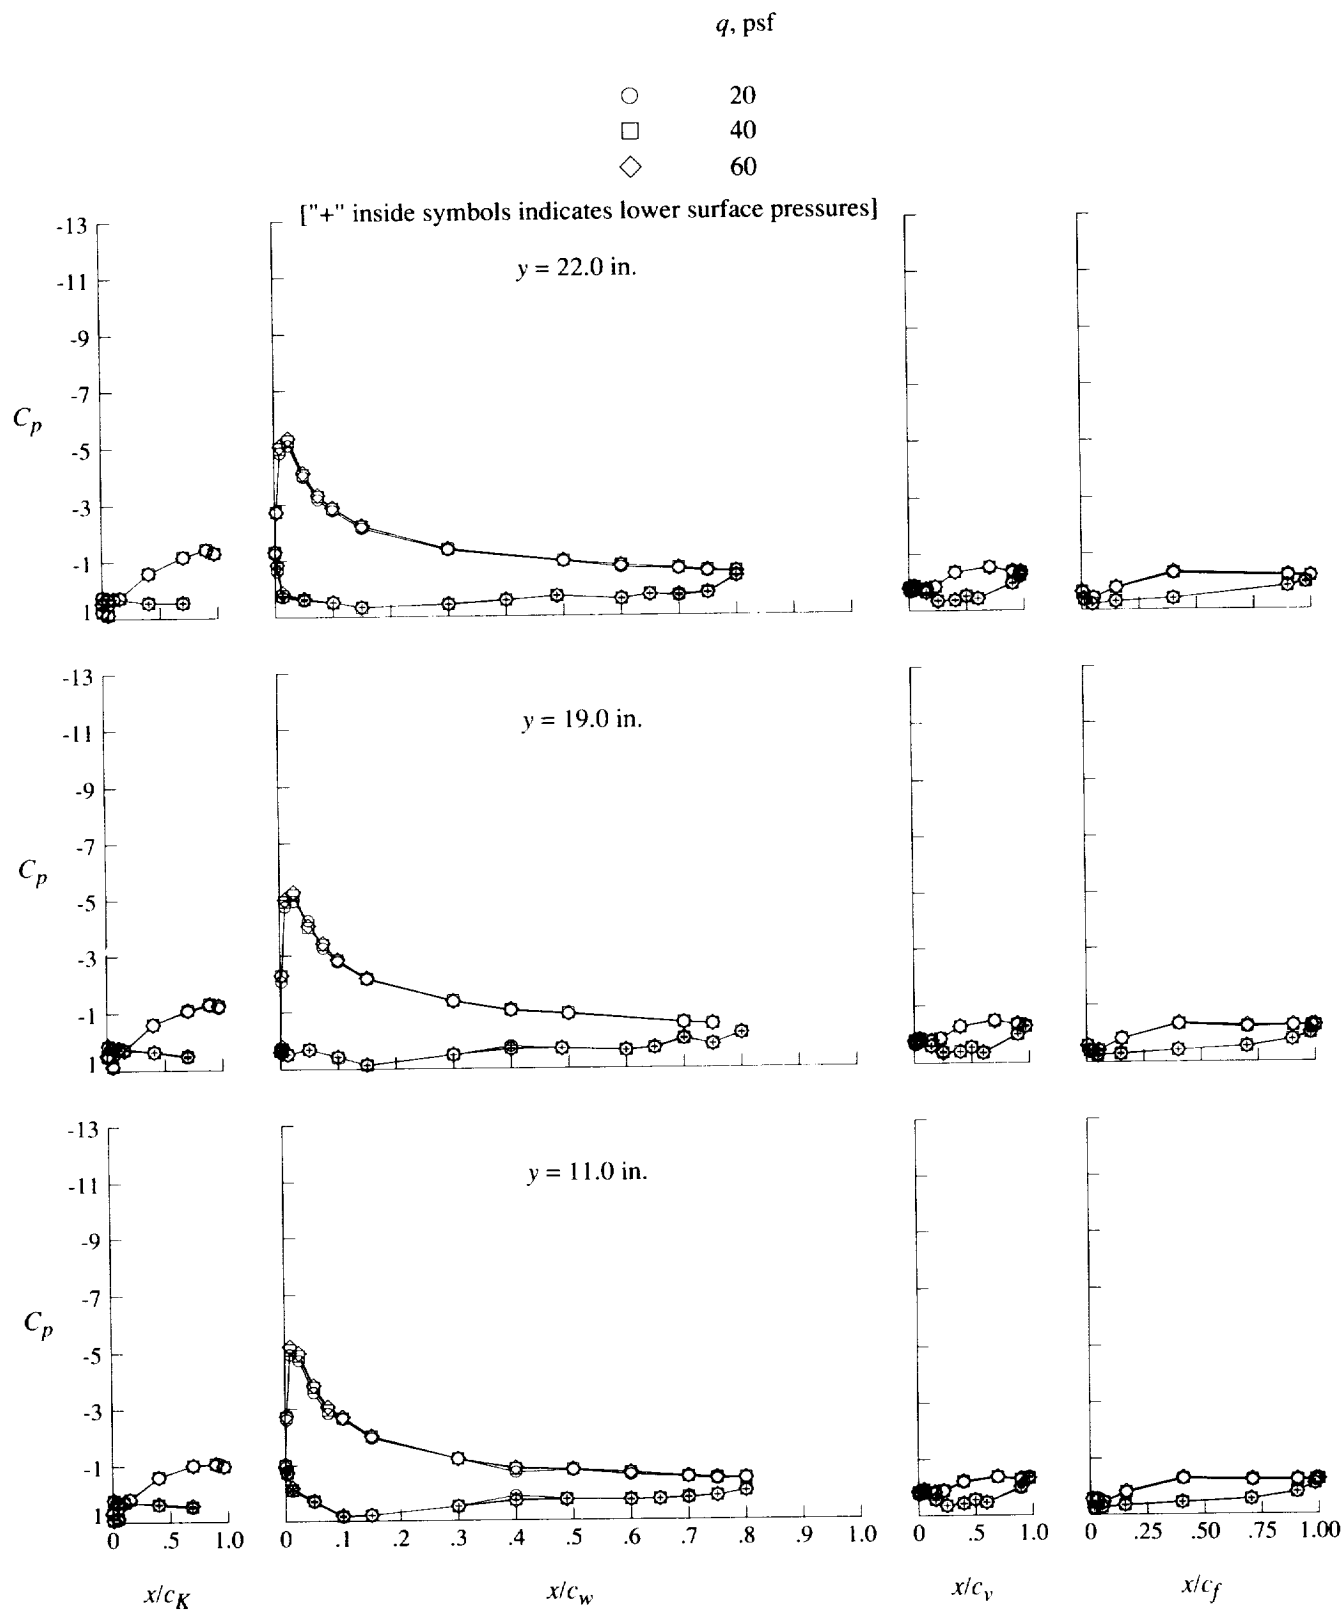 q, psf
20
40
60
["+" inside symbols indicates lower surface pressures]
y = 22.0 in.
-13
-11
-9
-7
-5
-3
-1
1
C_p
y = 19.0 in.
-13
-11
-9
-7
-5
-3
-1
1
C_p
y = 11.0 in.
-13
-11
-9
-7
-5
-3
-1
1
C_p
0 .5 1.0 0 .1 .2 .3 .4 .5 .6 .7 .8 .9 1.0 0 .5 1.0 0 .25 .50 .75 1.00
x/c_K x/c_w x/c_v x/c_f